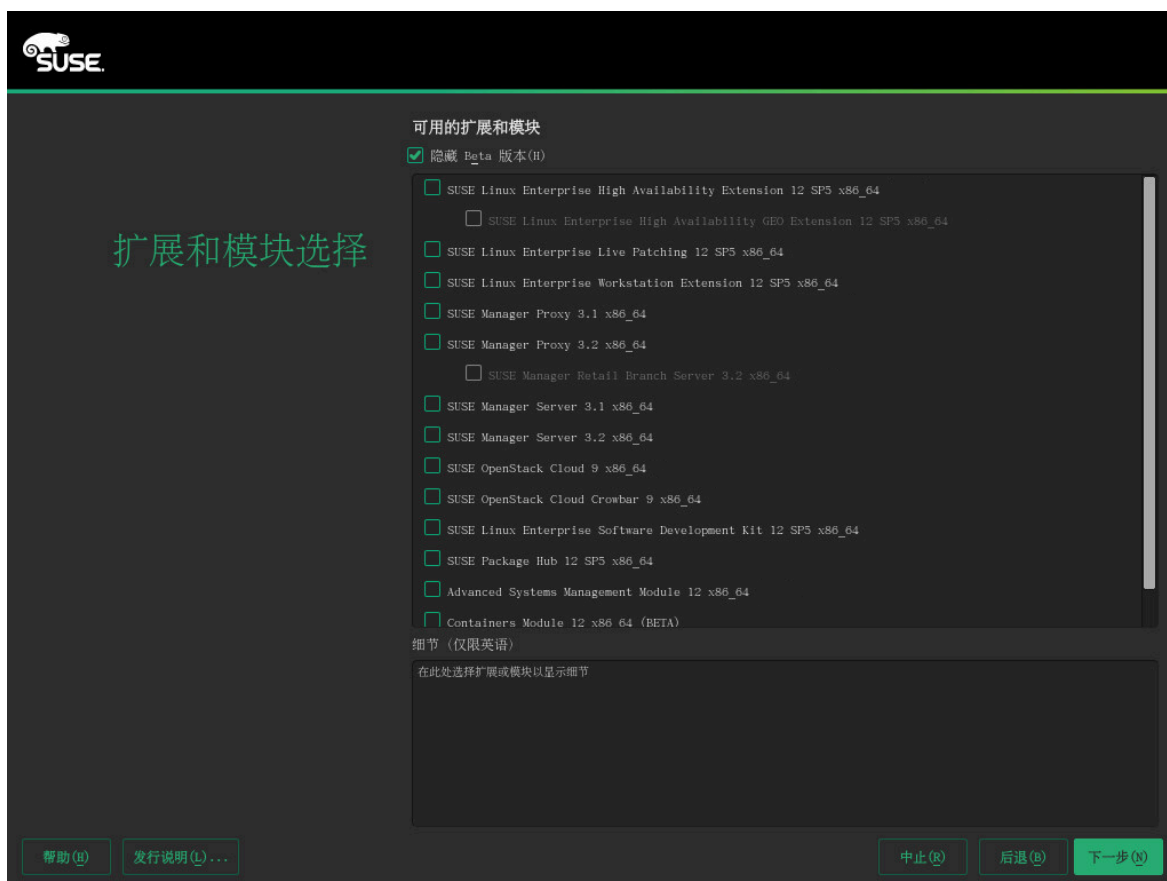 SUSE.
可用的扩展和模块
隐藏 Beta 版本(H)
扩展和模块选择
SUSE Linux Enterprise High Availability Extension 12 SP5 x86_64
SUSE Linux Enterprise High Availability GEO Extension 12 SP5 x86_64
SUSE Linux Enterprise Live Patching 12 SP5 x86_64
SUSE Linux Enterprise Workstation Extension 12 SP5 x86_64
SUSE Manager Proxy 3.1 x86_64
SUSE Manager Proxy 3.2 x86_64
SUSE Manager Retail Branch Server 3.2 x86_64
SUSE Manager Server 3.1 x86_64
SUSE Manager Server 3.2 x86_64
SUSE OpenStack Cloud 9 x86_64
SUSE OpenStack Cloud Crowbar 9 x86_64
SUSE Linux Enterprise Software Development Kit 12 SP5 x86_64
SUSE Package Hub 12 SP5 x86_64
Advanced Systems Management Module 12 x86_64
Containers Module 12 x86_64 (BETA)
细节（仅限英语）
在此处选择扩展或模块以显示细节
帮助(H)
发行说明(L)...
中止(R)
后退(B)
下一步(N)